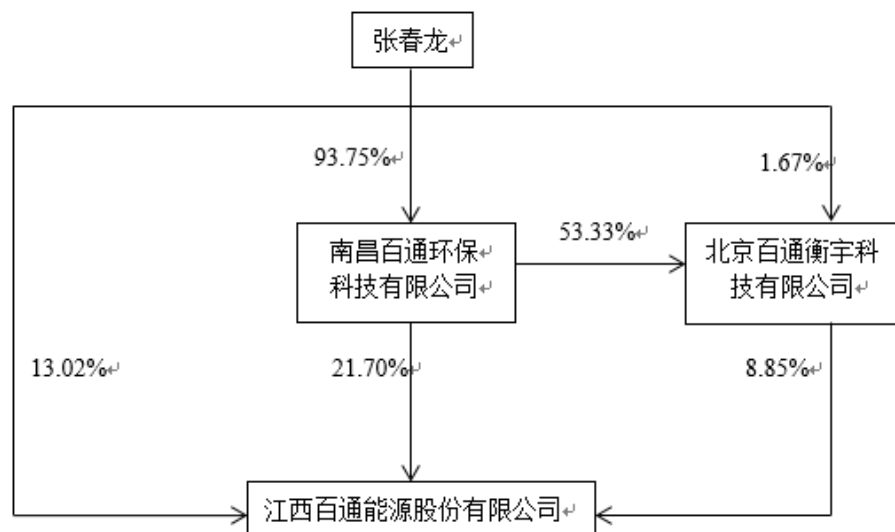 张春龙↵
93.75%↵
1.67%↵
53.33%↵
南昌百通环保↵
科技有限公司↵
北京百通衡宇科
技有限公司↵
13.02%↵
21.70%↵
8.85%↵
江西百通能源股份有限公司↵